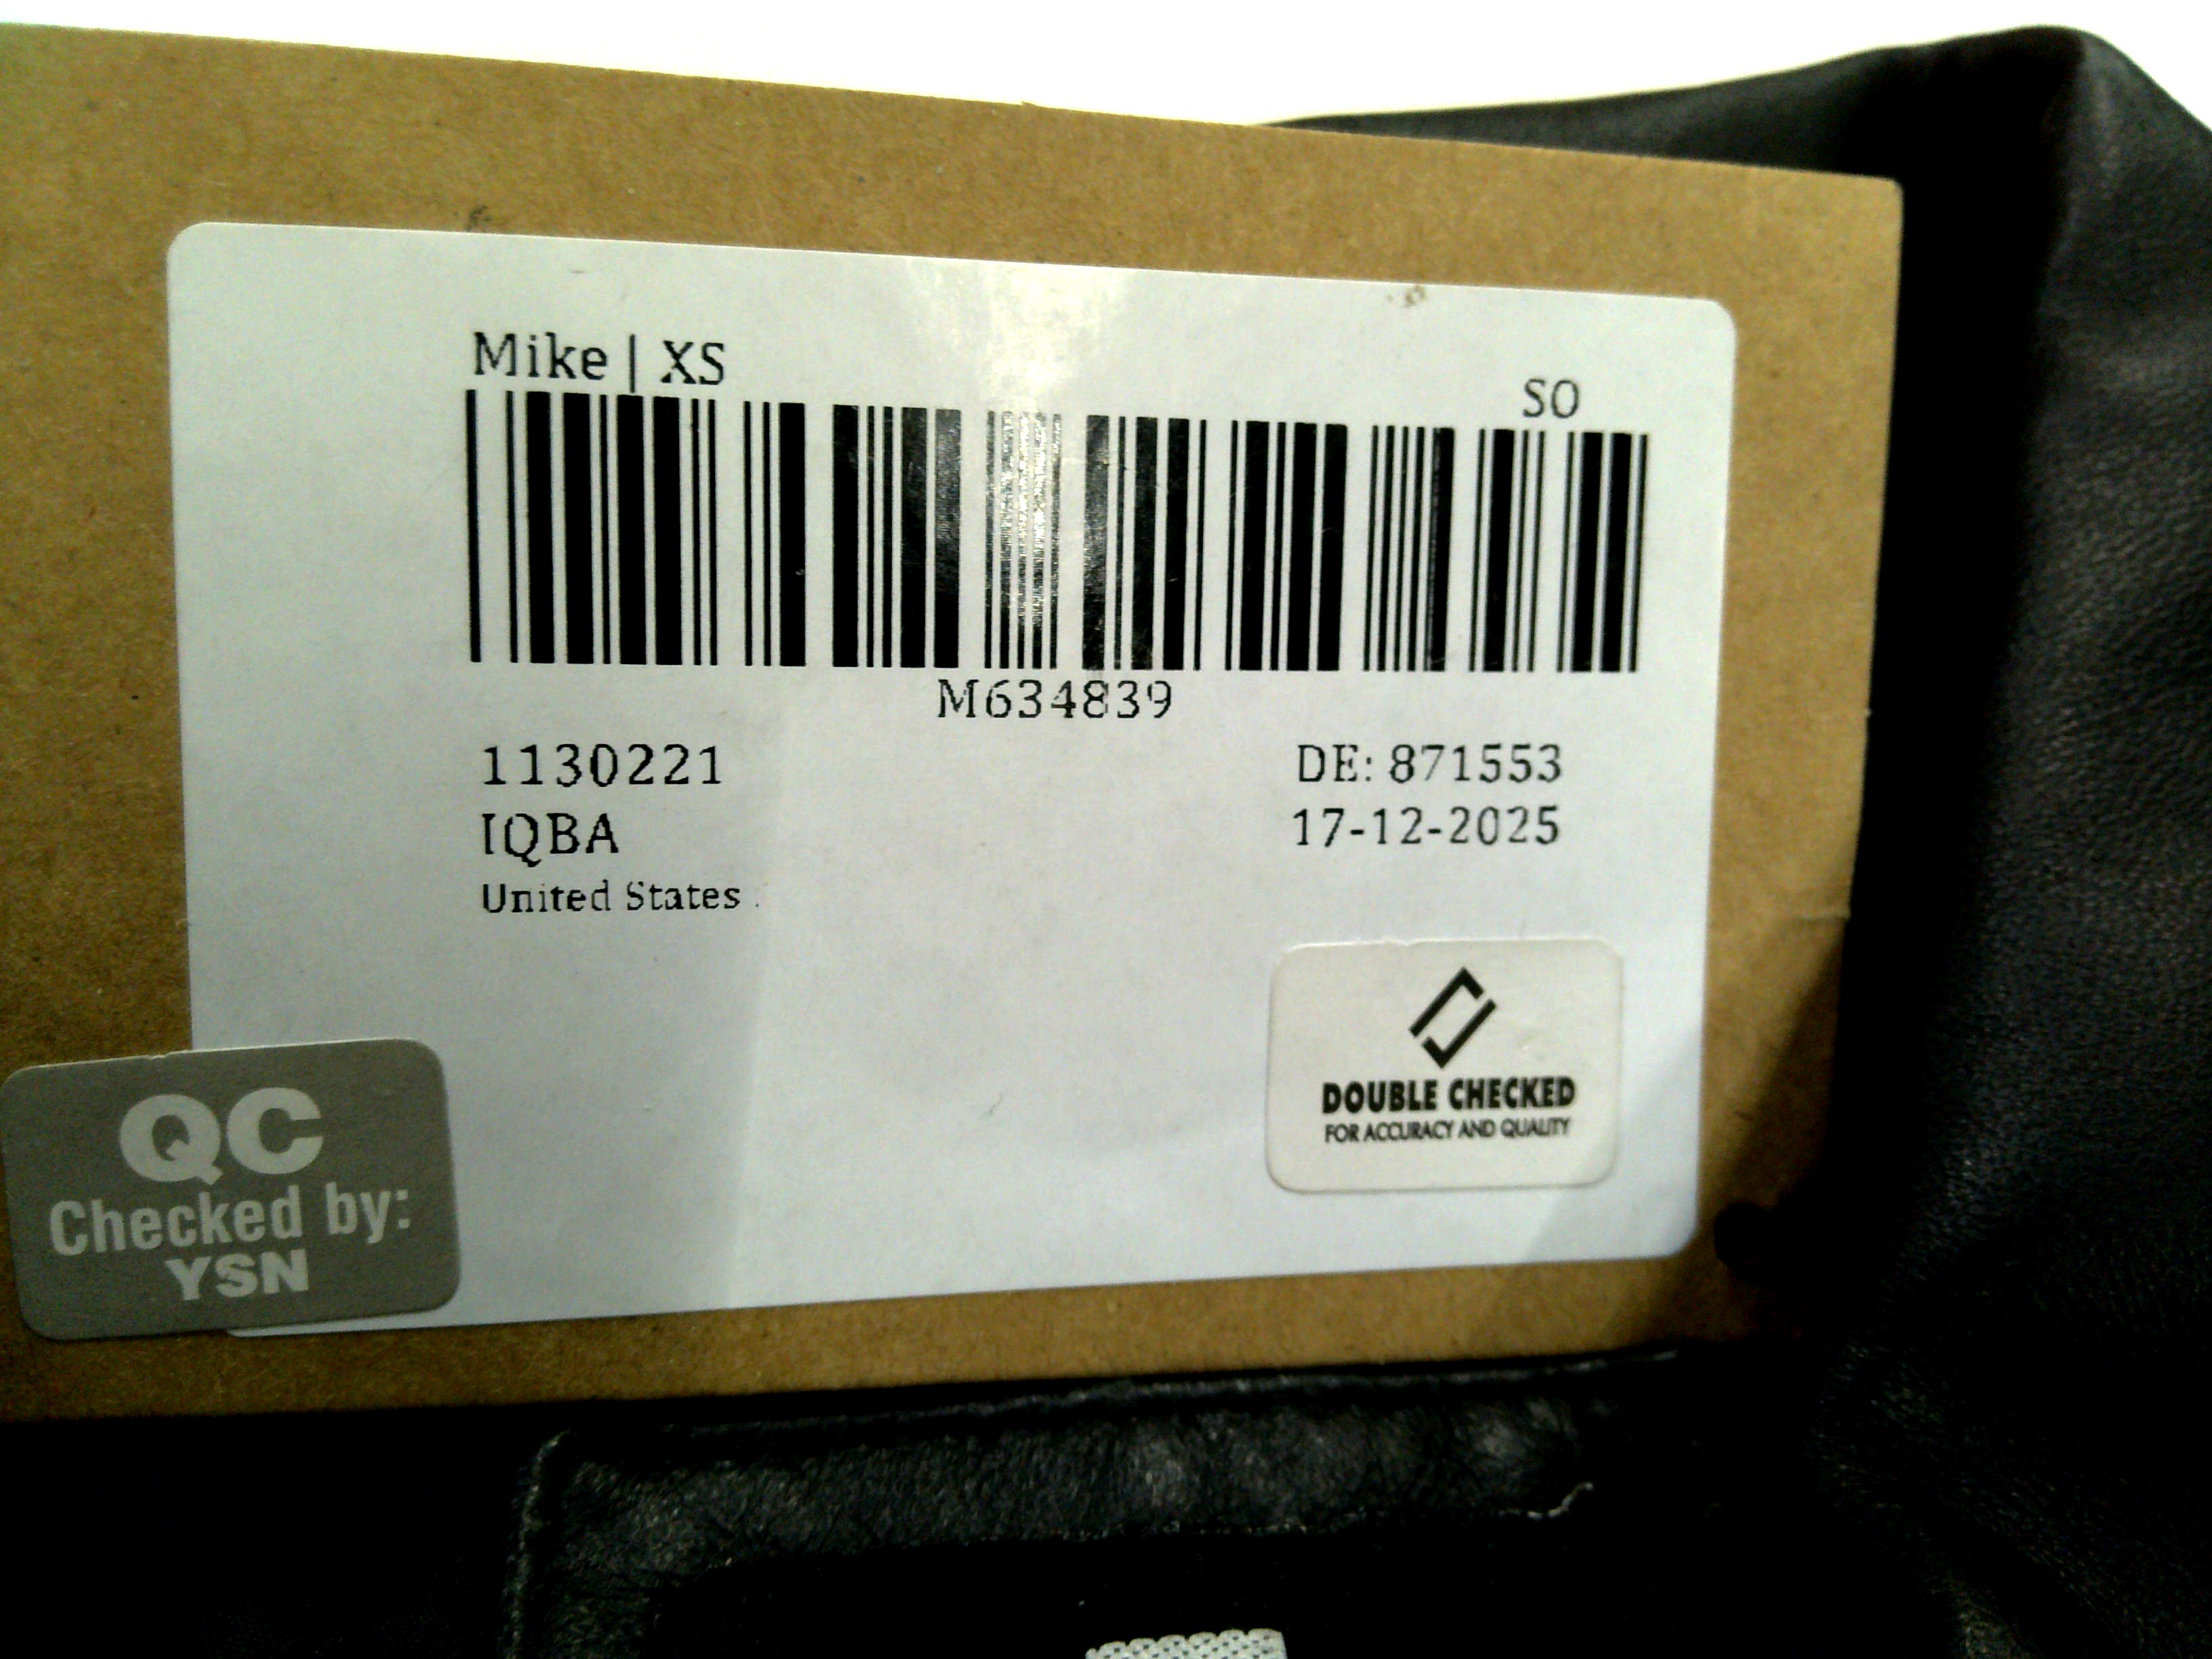 Mike | XS
SO
M634839
1130221
DE: 871553
IQBA
17-12-2025
United States
DOUBLE CHECKED
FOR ACCURACY AND QUALITY
QC
Checked by:
YSN